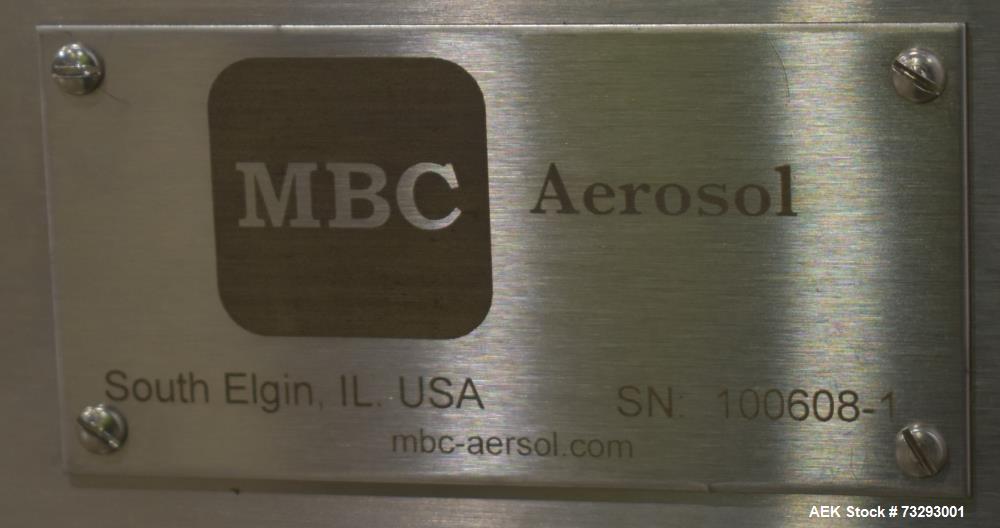 MBC Aerosol
South Elgin, IL. USA SN: 100608-1
mbc-aersol.com
AEK Stock # 73293001